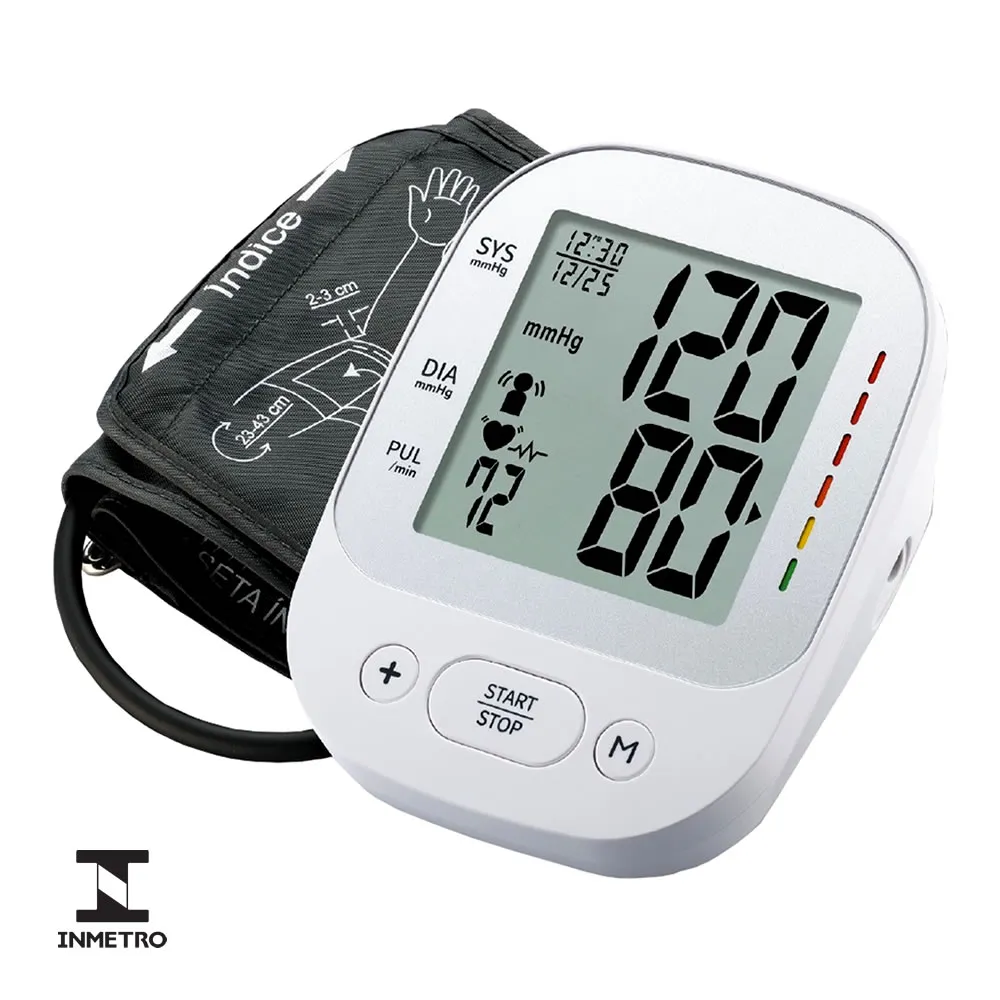 Índice
2-3 cm
23-43 cm
SETA ÍN
SYS
mmHg
DIA
mmHg
PUL
/min
12:30
12/25
mmHg
120
80
72
+
START
STOP
M
INMETRO